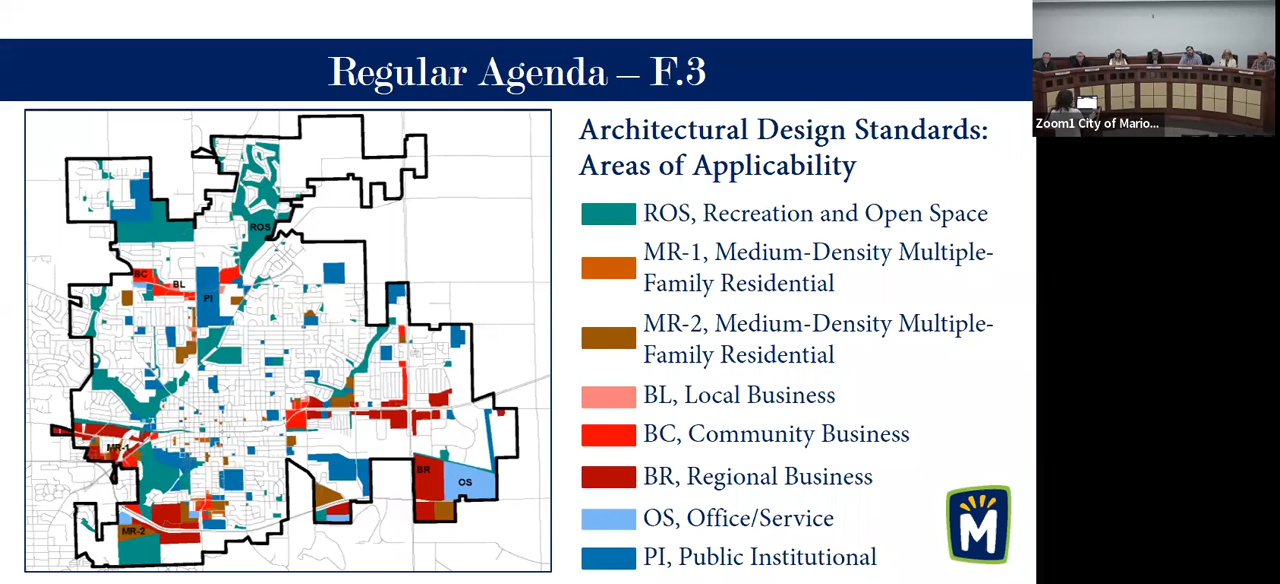 Regular Agenda – F.3
Zoom1 City of Mario...
Architectural Design Standards:
Areas of Applicability
ROS, Recreation and Open Space
MR-1, Medium-Density Multiple-
Family Residential
MR-2, Medium-Density Multiple-
Family Residential
BL, Local Business
BC, Community Business
BR, Regional Business
OS, Office/Service
PI, Public Institutional
ROS
BC
BL
PI
MR-1
BR
OS
MR-2
M